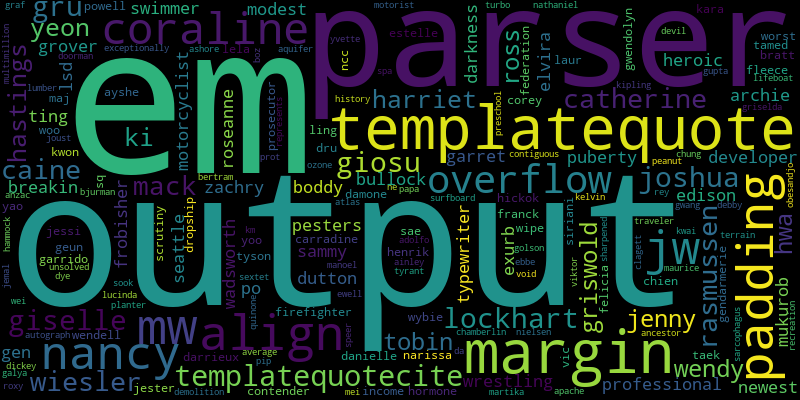 graf
powell
swimmer
modest
gru
coraline
parser
turbo
nathaniel
motorist
kara
devil
worst
tamed
bratt
yvette
boz
aquifer
ashore
lela
estelle
exceptionally
doorman
multimillion
yeon
grover
hastings
lsd
maj
lumber
ayshe
em
ki
motorcyclist
roseanne
prosecutor
ncc
spa
darkness
ross
federation
elvira
laur
gwendolyn
gupta
heroic
fleece
lifeboat
kipling
griselda
archie
catherine
harriet
corey
preschool
history
templatequote
ting
woo
joust
kwon
caine
breakin
anzac
sq
bjurman
mack
zachry
bertram
prot
ozone
ling
dru
giosu
boddy
bullock
garret
contiguous
puberty
developer
peanut
chung
joshua
edison
overflow
damone
ne
papa
surfboard
kelvin
rey
gwang
debby
obesandjo
padding
hwa
mukurob
recreation
sarcophagus
output
yao
hammock
jemai
jessi
geun
garrido
unsolved
dye
frobisher
scrutiny
seattle
dropship
wadsworth
km
yoo
tyson
pesters
carradine
sammy
atlas
sae
adolfo
henrik
ainley
tyrant
hickok
franck
wipe
golson
ebbe
void
exurb
typewriter
siriani
viktor
griswold
felicia
sharpened
clagett
jw
traveler
kwai
maurice
chien
terrain
rasmussen
gendarmerie
ancestor
wei
sook
lucinda
planter
sextet
quinone
po
dutton
manoel
ewell
firefighter
giselle
mw
align
speer
wybie
lockhart
chamberlin
nielsen
jenny
autograph
wendell
tobin
margin
gen
dickey
galya
roxy
nancy
wiesler
jester
demolition
darrieux
average
pip
contender
templatequotecite
danielle
narissa
da
mei
income
hormone
wrestling
martika
apache
vic
professional
taek
wendy
newest